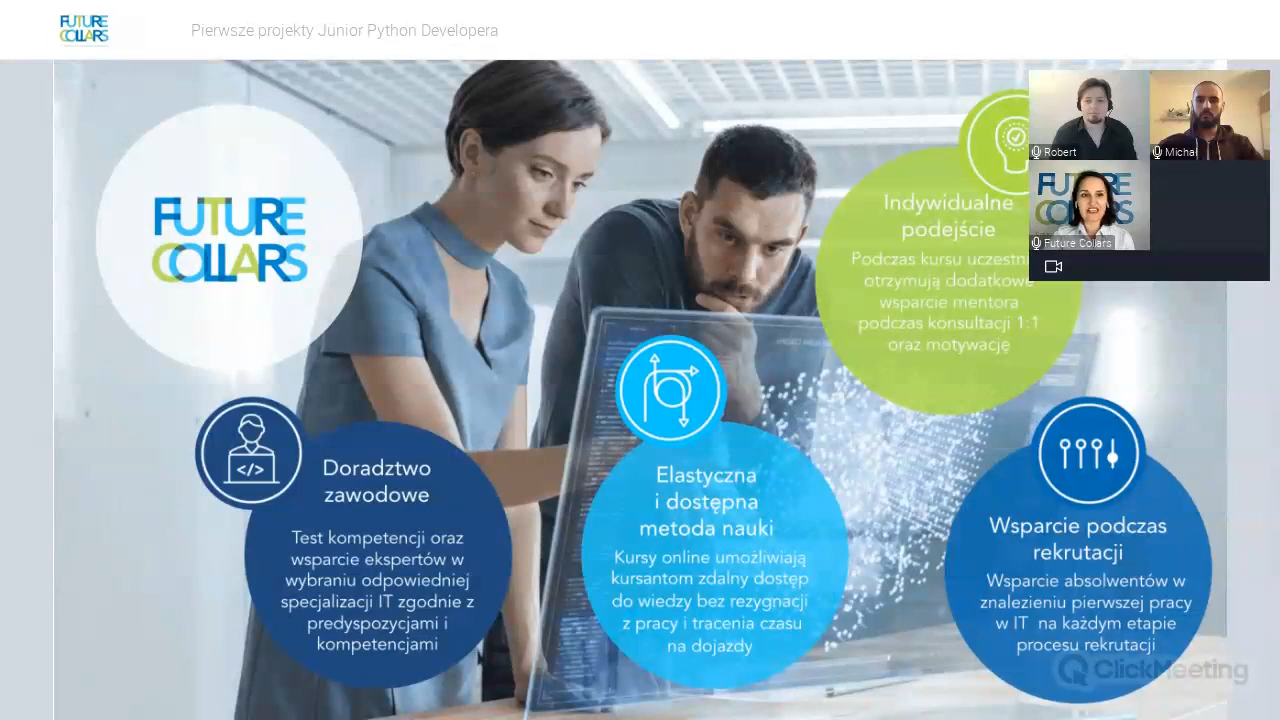 FUTURE
COLLARS
Pierwsze projekty Junior Python Developera
FUTURE
COLLARS
Indywidualne
podejście
Podczas kursu
otrzymują dodatkowe
wsparcie mentora
podczas konsultacji 1:1
oraz motywację
Robert
Michał
Future Collars
Doradztwo
zawodowe
Test kompetencji oraz
wsparcie ekspertów w
wybraniu odpowiedniej
specjalizacji IT zgodnie z
predyspozycjami i
kompetencjami
</>
Elastyczna
i dostępna
metoda nauki
Kursy online umożliwiają
kursantom zdalny dostęp
do wiedzy bez rezygnacji
z pracy i tracenia czasu
na dojazdy
Wsparcie podczas
rekrutacji
Wsparcie absolwentów w
znalezieniu pierwszej pracy
w IT na każdym etapie
procesu rekrutacji
ClickMeeting